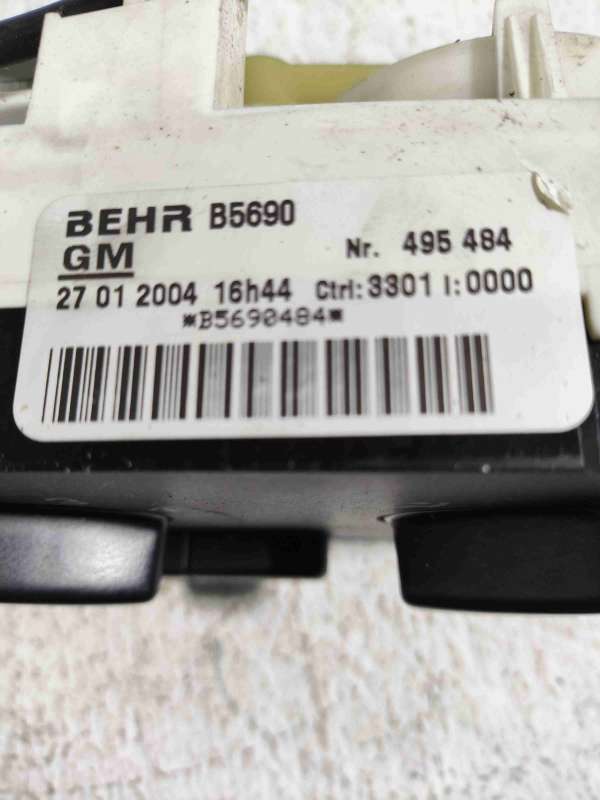 BEHR B5690
GM Nr. 495 484
27 01 2004 16h44 Ctrl:3301 I:0000
*B5690484*